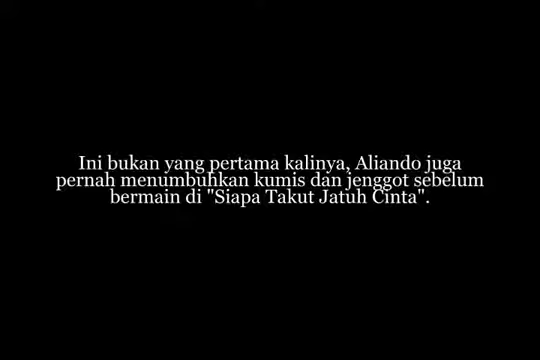 Ini bukan yang pertama kalinya, Aliando juga
pernah menumbuhkan kumis dan jenggot sebelum
bermain di "Siapa Takut Jatuh Cinta".